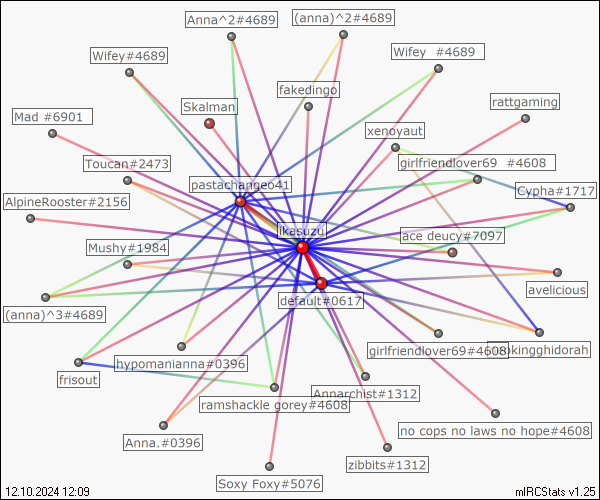 Anna^2#4689
(anna)^2#4689
Wifey#4689
Wifey #4689
fakedingo
Skalman
rattgaming
Mad #6901
xenoyaut
Toucan#2473
girlfriendlover69 #4608
pastachangeo41
Cypha#1717
AlpineRooster#2156
ikasuzu
ace deucy#7097
Mushy#1984
avelicious
default#0617
(anna)^3#4689
hypomanianna#0396
girlfriendlover69#4608
kingghidorah
frisout
Annarchist#1312
ramshackle gorey#4608
no cops no laws no hope#4608
Anna.#0396
zibbits#1312
Soxy Foxy#5076
12.10.2024 12:09
mIRCStats v1.25